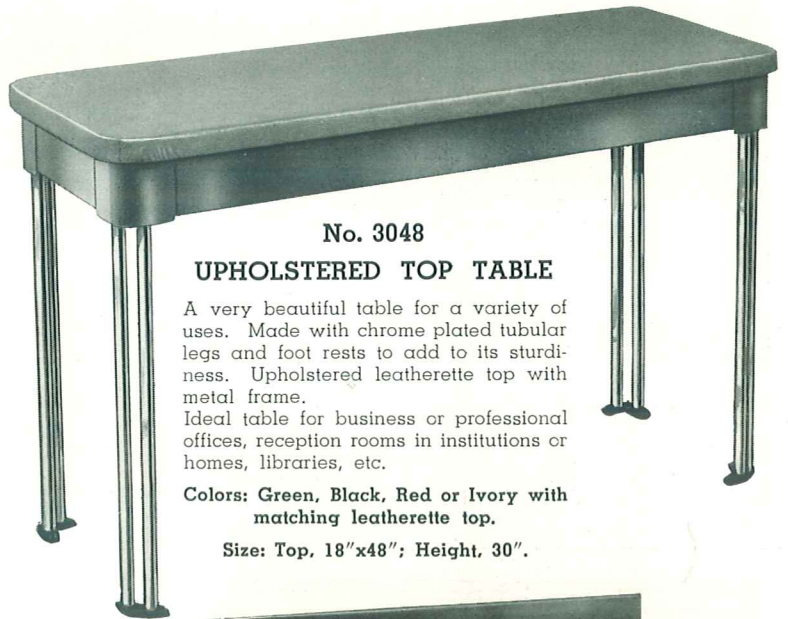 No. 3048
UPHOLSTERED TOP TABLE
A very beautiful table for a variety of
uses. Made with chrome plated tubular
legs and foot rests to add to its sturdi-
ness. Upholstered leatherette top with
metal frame.
Ideal table for business or professional
offices, reception rooms in institutions or
homes, libraries, etc.
Colors: Green, Black, Red or Ivory with
matching leatherette top.
Size: Top, 18″x48″; Height, 30″.